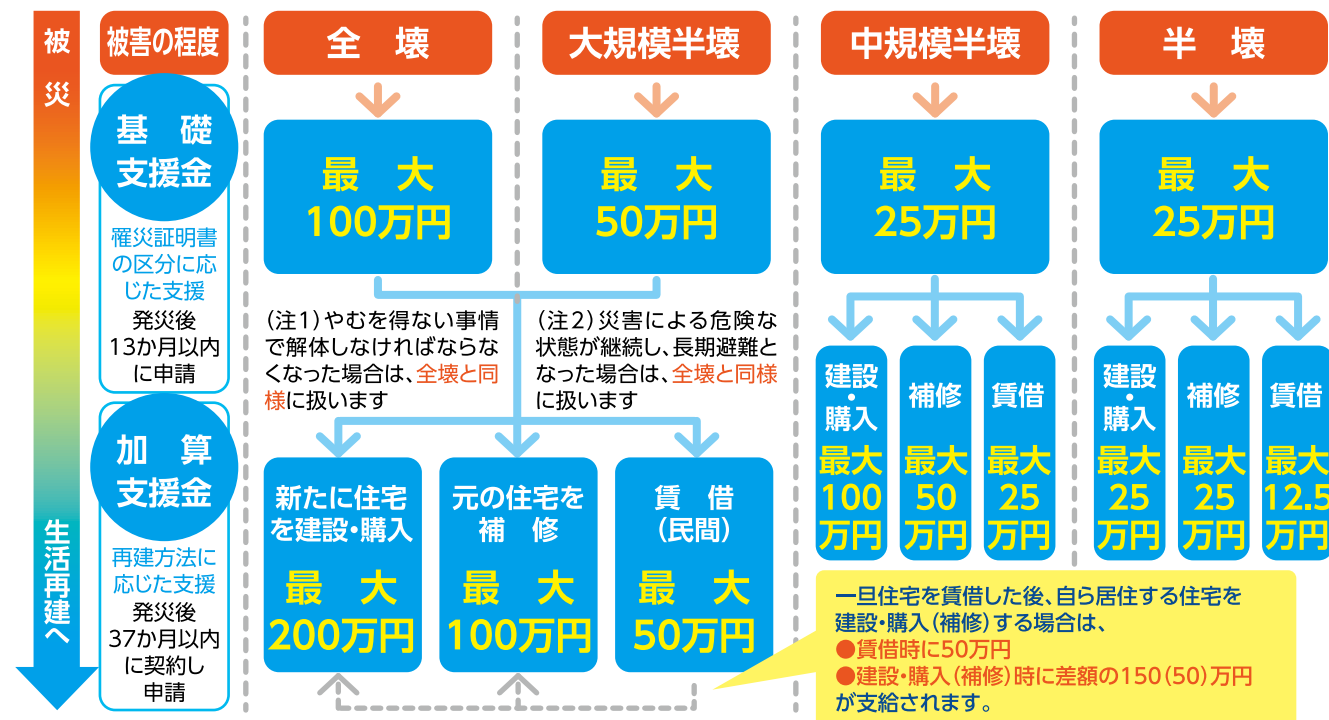 被災
被害の程度
全 壊
大規模半壊
中規模半壊
半 壊
基 礎
支援金
罹災証明書
の区分に応
じた支援
発災後
13か月以内
に申請
最 大
100万円
最 大
50万円
最 大
25万円
最 大
25万円
(注1)やむを得ない事情
で解体しなければならな
くなった場合は、全壊と同
様に扱います
(注2)災害による危険な
状態が継続し、長期避難と
なった場合は、全壊と同様
に扱います
建設
・
購入
最大
100
万円
補修
最大
50
万円
賃借
最大
25
万円
建設
・
購入
最大
25
万円
補修
最大
25
万円
賃借
最大
12.5
万円
加 算
支援金
再建方法に
応じた支援
発災後
37か月以内
に契約し
申請
新たに住宅
を建設・購入
最 大
200万円
元の住宅を
補 修
最 大
100万円
賃 借
(民間)
最 大
50万円
一旦住宅を賃借した後、自ら居住する住宅を
建設・購入(補修)する場合は、
●賃借時に50万円
●建設・購入(補修)時に差額の150(50)万円
が支給されます。
生活再建へ